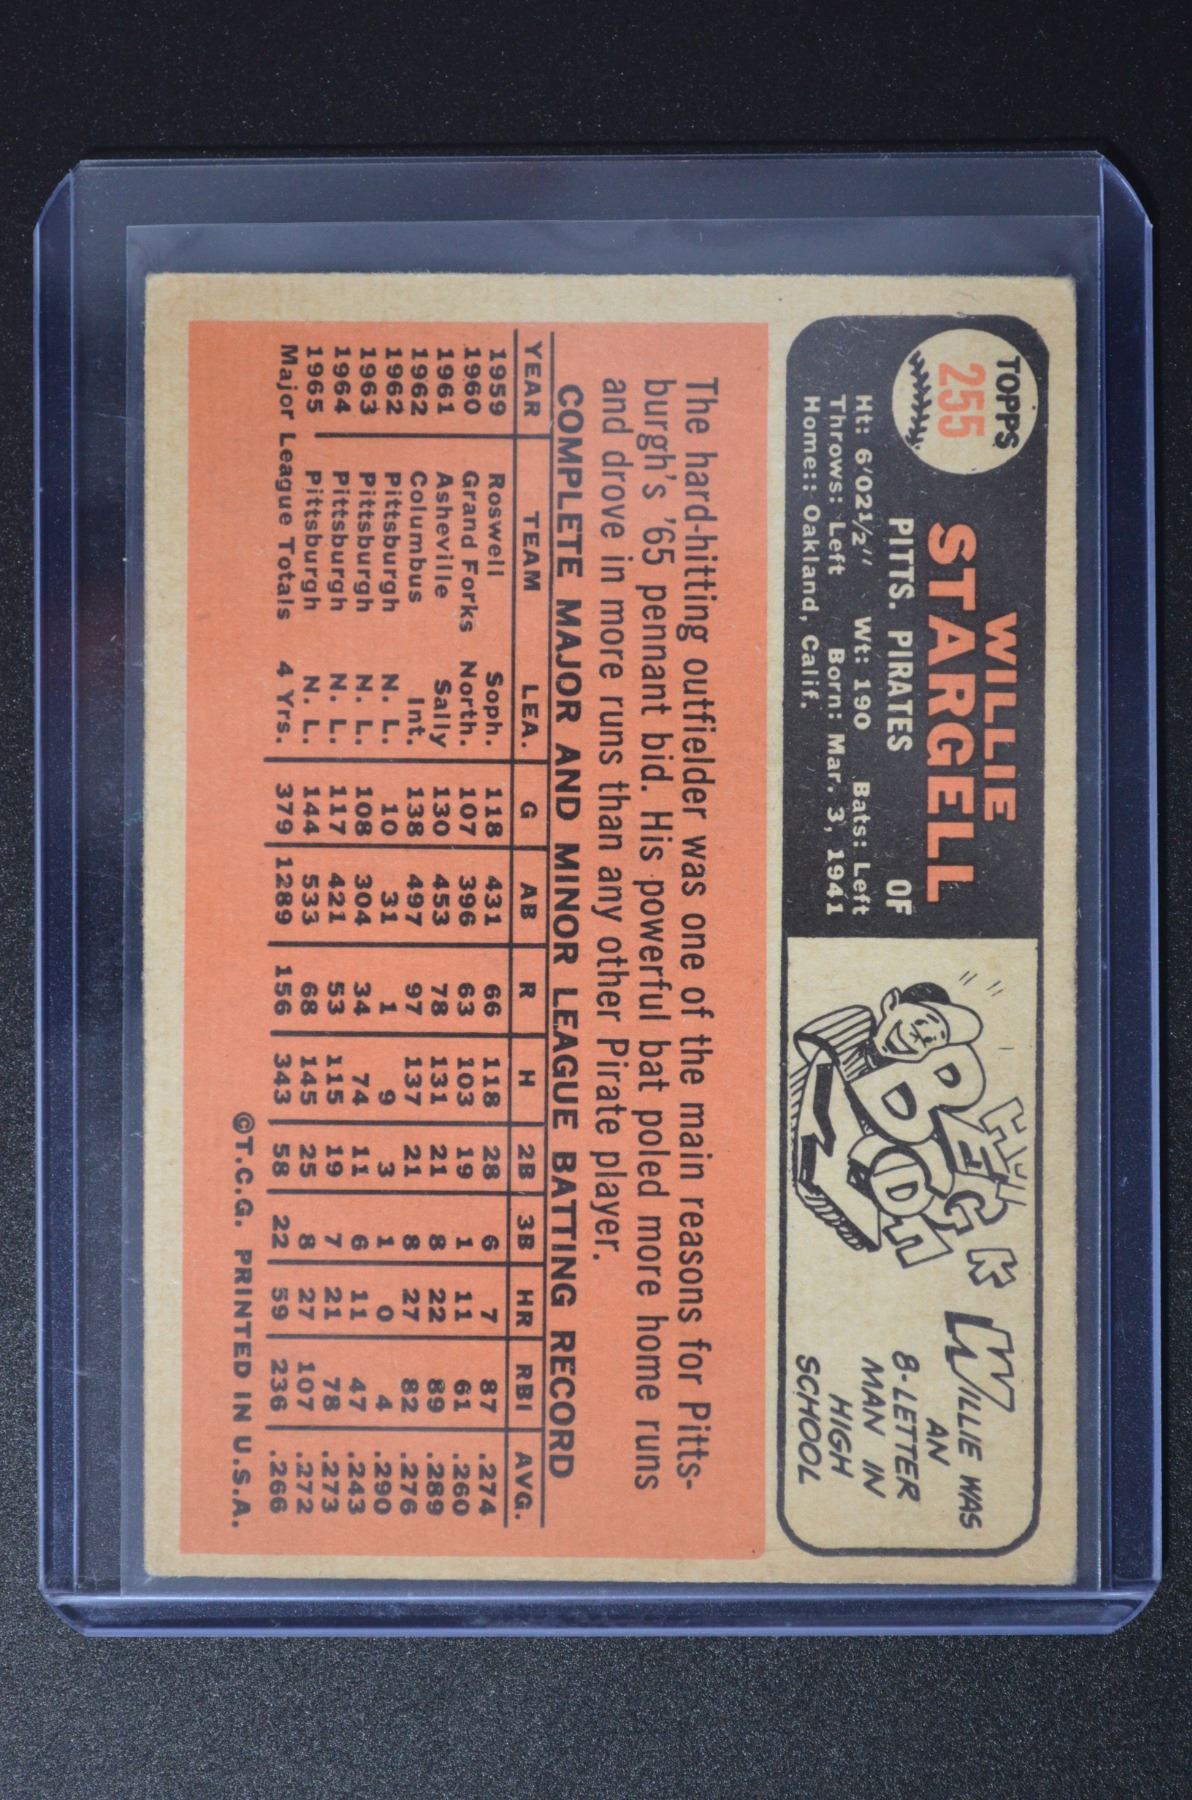 TOPPS
255
WILLIE
STARGELL
OF
PITTS. PIRATES
Ht: 6'02½" Wt: 190 Bats: Left
Throws: Left Born: Mar. 3, 1941
Home:: Oakland, Calif.
HIGH
DECK
DDDH
WILLIE WAS
AN
8-LETTER
MAN IN
HIGH
SCHOOL
The hard-hitting outfielder was one of the main reasons for Pitts-
burgh's '65 pennant bid. His powerful bat poled more home runs
and drove in more runs than any other Pirate player.
COMPLETE MAJOR AND MINOR LEAGUE BATTING RECORD
YEAR TEAM LEA. G AB R H 2B 3B HR RBI AVG.
1959 Roswell Soph. 118 431 66 118 28 6 7 87 .274
1960 Grand Forks North. 107 396 63 103 19 1 11 61 .260
1961 Asheville Sally 130 453 78 131 21 8 22 89 .289
1962 Columbus Int. 138 497 97 137 21 8 27 82 .276
1962 Pittsburgh N. L. 10 31 1 9 3 1 0 4 .290
1963 Pittsburgh N. L. 108 304 34 74 11 6 11 47 .243
1964 Pittsburgh N. L. 117 421 53 115 19 7 21 78 .273
1965 Pittsburgh N. L. 144 533 68 145 25 8 27 107 .272
Major League Totals 4 Yrs. 379 1289 156 343 58 22 59 236 .266
©T.C.G. PRINTED IN U.S.A.